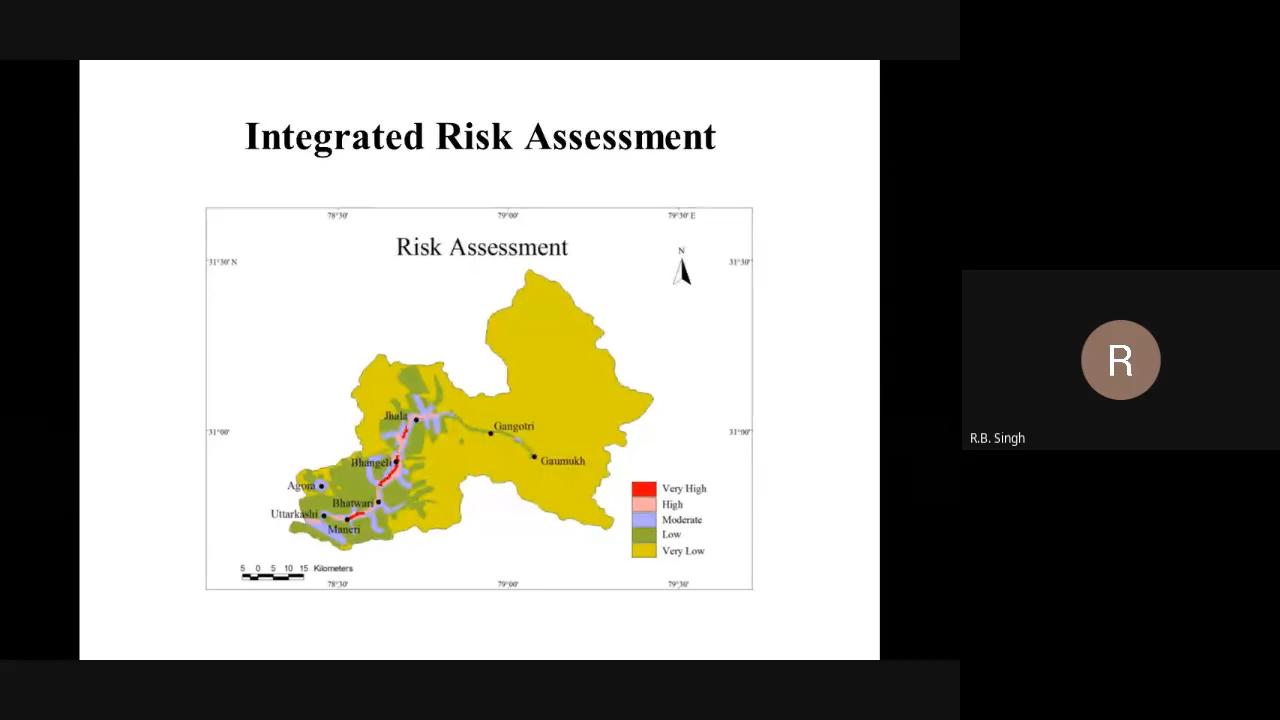 Integrated Risk Assessment
78°30' 79°00' 79°30' E
Risk Assessment
N
31°30' N 31°30'
Jhala
Gangotri
31°00' 31°00'
Bhangeli
Gaumukh
Agora
Bhatwari
Uttarkashi
Maneri
Very High
High
Moderate
Low
Very Low
5 0 5 10 15 Kilometers
78°30' 79°00' 79°30'
R
R.B. Singh